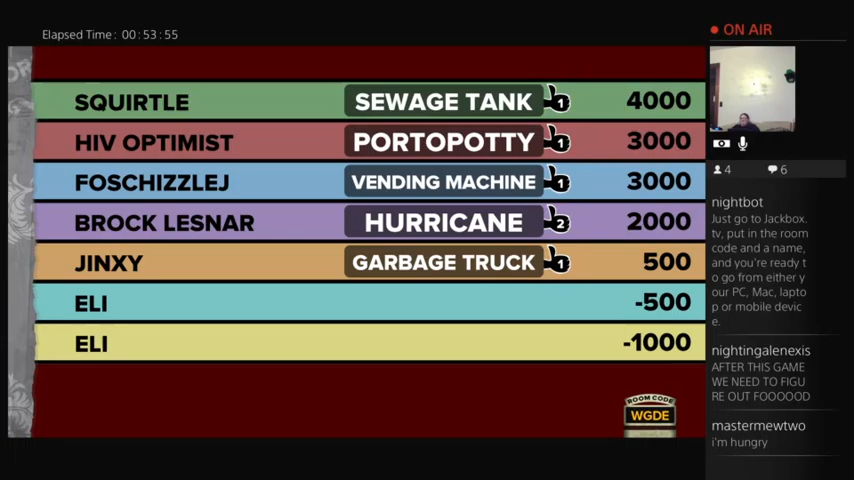 Elapsed Time : 00:53:55
ON AIR
SQUIRTLE SEWAGE TANK 1 4000
HIV OPTIMIST PORTOPOTTY 1 3000
FOSCHIZZLEJ VENDING MACHINE 1 3000
BROCK LESNAR HURRICANE 2 2000
JINXY GARBAGE TRUCK 1 500
ELI -500
ELI -1000
ROOM CODE
WGDE
4 6
nightbot
Just go to Jackbox.
tv, put in the room
code and a name,
and you're ready t
o go from either y
our PC, Mac, lapto
p or mobile devic
e.
nightingalenexis
AFTER THIS GAME
WE NEED TO FIGU
RE OUT FOOOOOD
mastermewtwo
i'm hungry